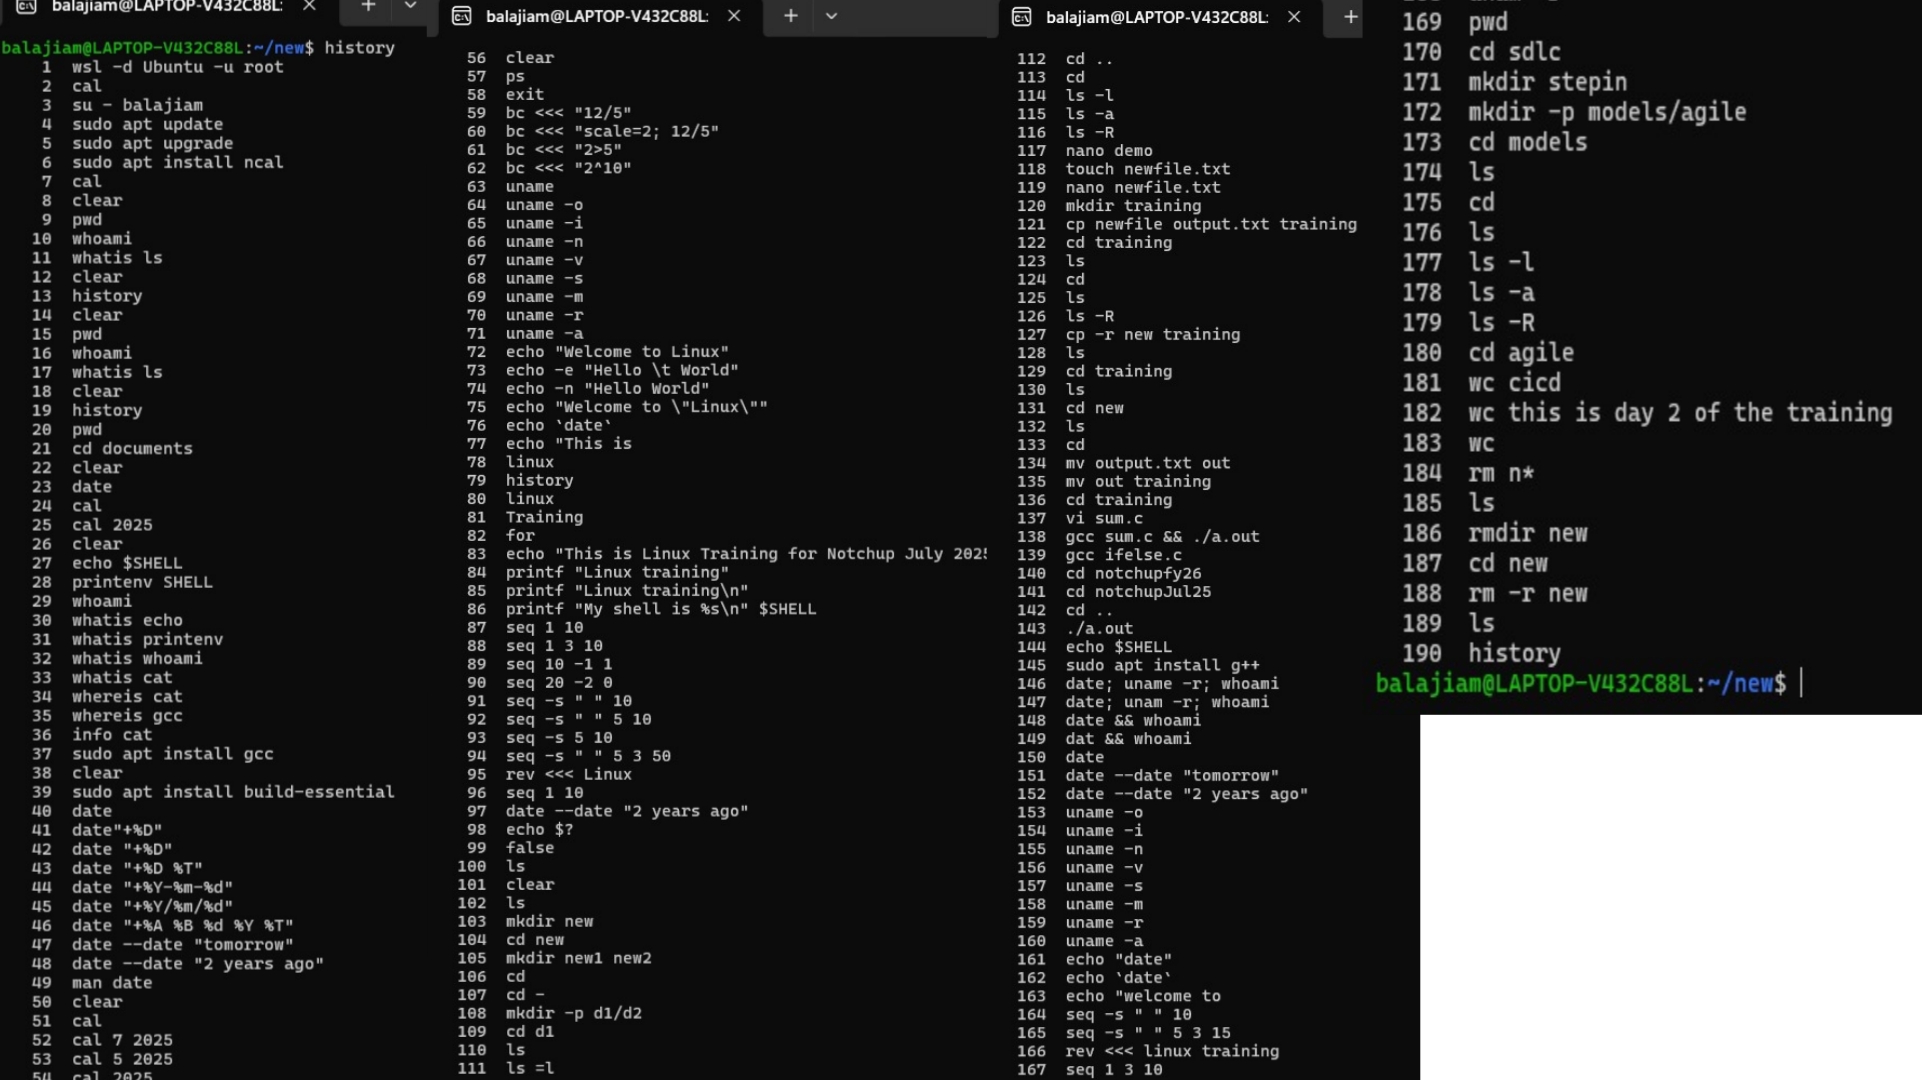 balajiam@LAPTOP-V432C88L:
balajiam@LAPTOP-V432C88L:~/new$ history
1 wsl -d Ubuntu -u root
2 cal
3 su - balajiam
4 sudo apt update
5 sudo apt upgrade
6 sudo apt install ncal
7 cal
8 clear
9 pwd
10 whoami
11 whatis ls
12 clear
13 history
14 clear
15 pwd
16 whoami
17 whatis ls
18 clear
19 history
20 pwd
21 cd documents
22 clear
23 date
24 cal
25 cal 2025
26 clear
27 echo $SHELL
28 printenv SHELL
29 whoami
30 whatis echo
31 whatis printenv
32 whatis whoami
33 whatis cat
34 whereis cat
35 whereis gcc
36 info cat
37 sudo apt install gcc
38 clear
39 sudo apt install build-essential
40 date
41 date"+%D"
42 date "+%D"
43 date "+%D %T"
44 date "+%Y-%m-%d"
45 date "+%Y/%m/%d"
46 date "+%A %B %d %Y %T"
47 date --date "tomorrow"
48 date --date "2 years ago"
49 man date
50 clear
51 cal
52 cal 7 2025
53 cal 5 2025
54 cal 2025
balajiam@LAPTOP-V432C88L:
56 clear
57 ps
58 exit
59 bc <<< "12/5"
60 bc <<< "scale=2; 12/5"
61 bc <<< "2>5"
62 bc <<< "2^10"
63 uname
64 uname -o
65 uname -i
66 uname -n
67 uname -v
68 uname -s
69 uname -m
70 uname -r
71 uname -a
72 echo "Welcome to Linux"
73 echo -e "Hello \t World"
74 echo -n "Hello World"
75 echo "Welcome to \"Linux\""
76 echo `date`
77 echo "This is
78 linux
79 history
80 linux
81 Training
82 for
83 echo "This is Linux Training for Notchup July 2025
84 printf "Linux training"
85 printf "Linux training\n"
86 printf "My shell is %s\n" $SHELL
87 seq 1 10
88 seq 1 3 10
89 seq 10 -1 1
90 seq 20 -2 0
91 seq -s " " 10
92 seq -s " " 5 10
93 seq -s 5 10
94 seq -s " " 5 3 50
95 rev <<< Linux
96 seq 1 10
97 date --date "2 years ago"
98 echo $?
99 false
100 ls
101 clear
102 ls
103 mkdir new
104 cd new
105 mkdir new1 new2
106 cd
107 cd -
108 mkdir -p d1/d2
109 cd d1
110 ls
111 ls =l
balajiam@LAPTOP-V432C88L:
112 cd ..
113 cd
114 ls -l
115 ls -a
116 ls -R
117 nano demo
118 touch newfile.txt
119 nano newfile.txt
120 mkdir training
121 cp newfile output.txt training
122 cd training
123 ls
124 cd
125 ls
126 ls -R
127 cp -r new training
128 ls
129 cd training
130 ls
131 cd new
132 ls
133 cd
134 mv output.txt out
135 mv out training
136 cd training
137 vi sum.c
138 gcc sum.c && ./a.out
139 gcc ifelse.c
140 cd notchupfy26
141 cd notchupJul25
142 cd ..
143 ./a.out
144 echo $SHELL
145 sudo apt install g++
146 date; uname -r; whoami
147 date; unam -r; whoami
148 date && whoami
149 dat && whoami
150 date
151 date --date "tomorrow"
152 date --date "2 years ago"
153 uname -o
154 uname -i
155 uname -n
156 uname -v
157 uname -s
158 uname -m
159 uname -r
160 uname -a
161 echo "date"
162 echo `date`
163 echo "welcome to
164 seq -s " " 10
165 seq -s " " 5 3 15
166 rev <<< linux training
167 seq 1 3 10
169 pwd
170 cd sdlc
171 mkdir stepin
172 mkdir -p models/agile
173 cd models
174 ls
175 cd
176 ls
177 ls -l
178 ls -a
179 ls -R
180 cd agile
181 wc cicd
182 wc this is day 2 of the training
183 wc
184 rm n*
185 ls
186 rmdir new
187 cd new
188 rm -r new
189 ls
190 history
balajiam@LAPTOP-V432C88L:~/new$